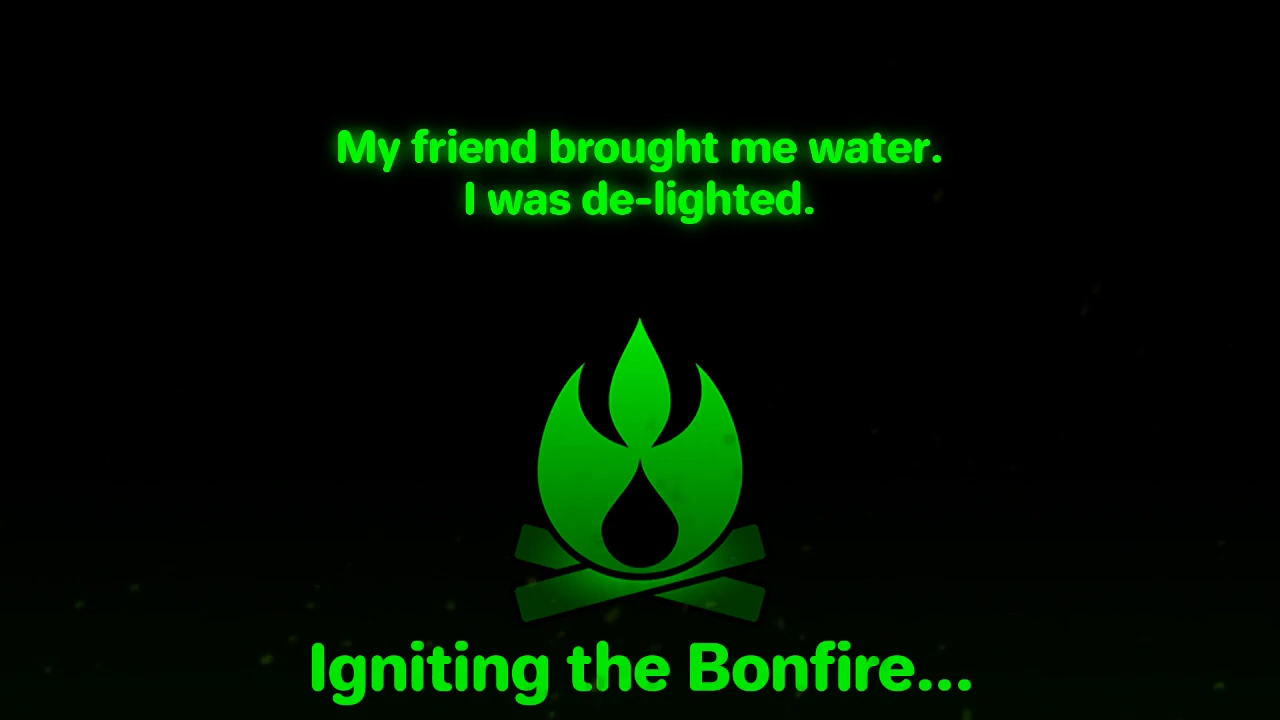 My friend brought me water.
I was de-lighted.
Igniting the Bonfire...